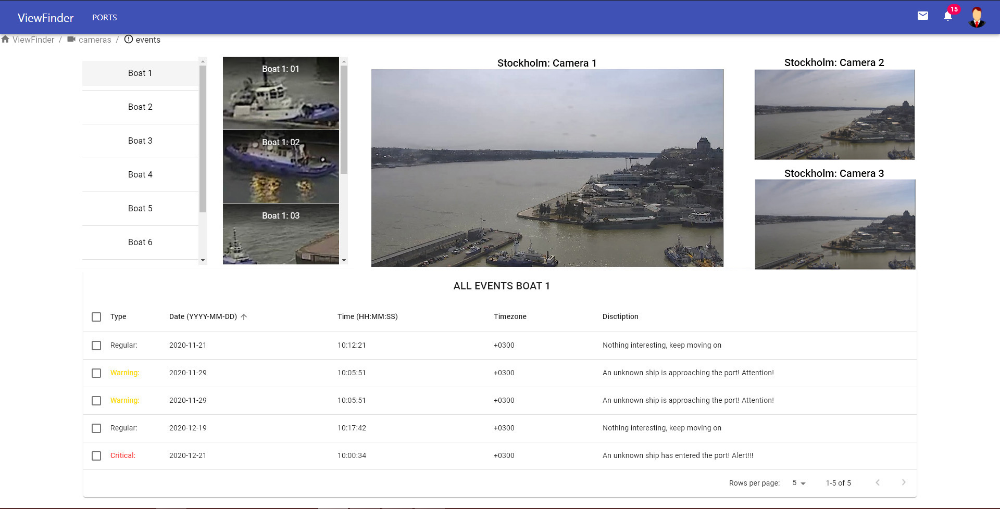 ViewFinder PORTS 15
ViewFinder / cameras / events
Boat 1
Boat 2
Boat 3
Boat 4
Boat 5
Boat 6
Boat 1: 01
Boat 1: 02
Boat 1: 03
Stockholm: Camera 1
Stockholm: Camera 2
Stockholm: Camera 3
ALL EVENTS BOAT 1
Type Date (YYYY-MM-DD) Time (HH:MM:SS) Timezone Disctiption
Regular: 2020-11-21 10:12:21 +0300 Nothing interesting, keep moving on
Warning: 2020-11-29 10:05:51 +0300 An unknown ship is approaching the port! Attention!
Warning: 2020-11-29 10:05:51 +0300 An unknown ship is approaching the port! Attention!
Regular: 2020-12-19 10:17:42 +0300 Nothing interesting, keep moving on
Critical: 2020-12-21 10:00:34 +0300 An unknown ship has entered the port! Alert!!!
Rows per page: 5 1-5 of 5